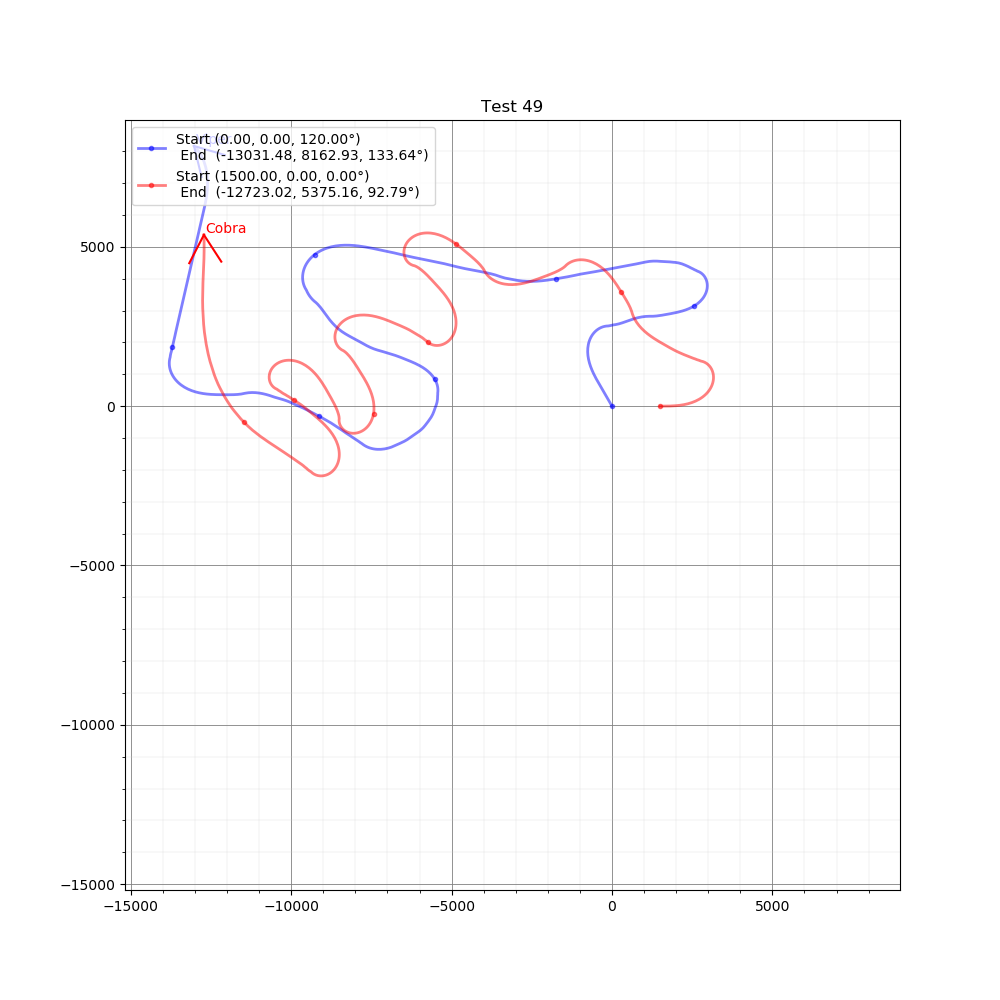 Test 49
Start (0.00, 0.00, 120.00°)
End (-13031.48, 8162.93, 133.64°)
Start (1500.00, 0.00, 0.00°)
End (-12723.02, 5375.16, 92.79°)
Cobra
5000
0
−5000
−10000
−15000
−15000 −10000 −5000 0 5000